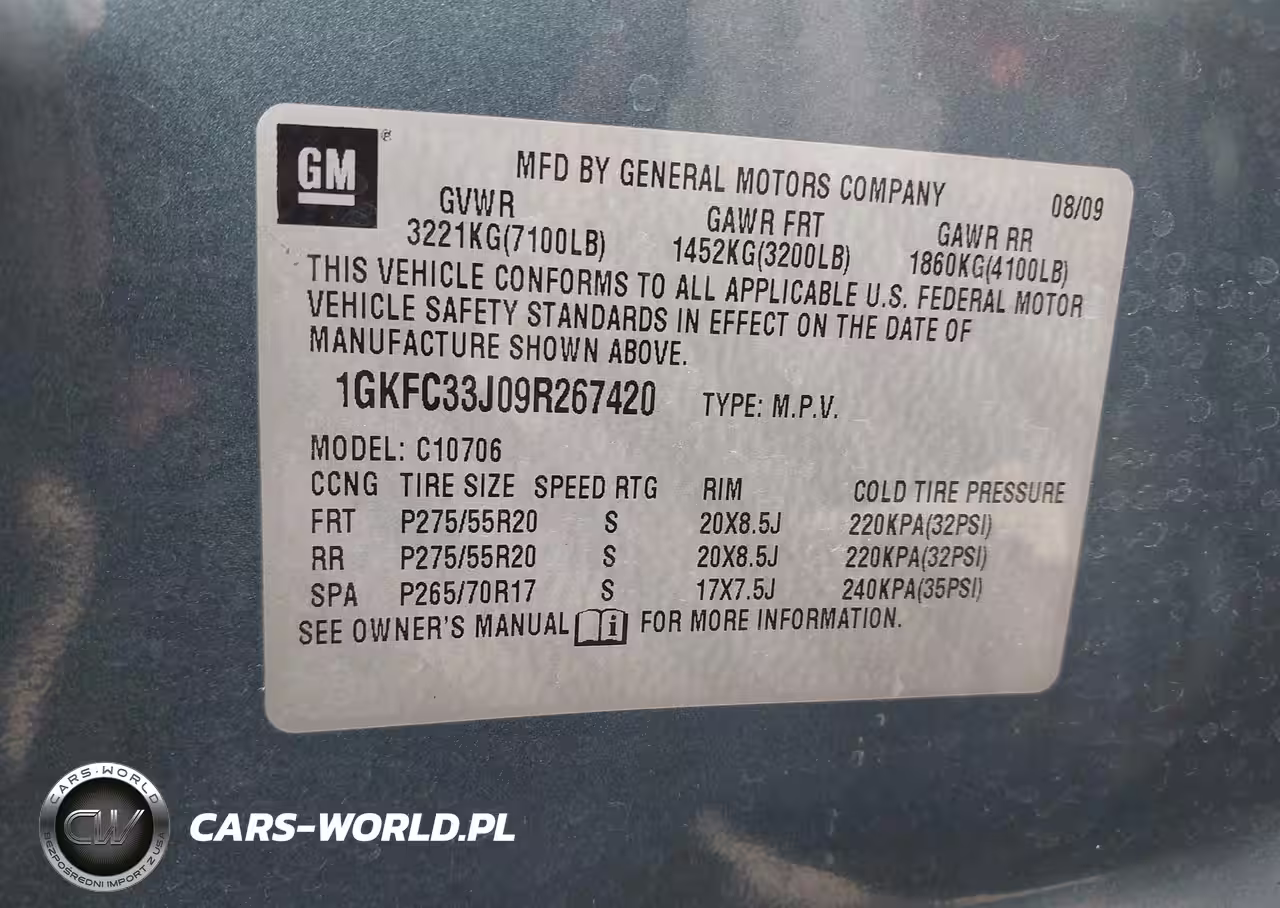 GM ®
MFD BY GENERAL MOTORS COMPANY 08/09
GVWR GAWR FRT GAWR RR
3221KG(7100LB) 1452KG(3200LB) 1860KG(4100LB)
THIS VEHICLE CONFORMS TO ALL APPLICABLE U.S. FEDERAL MOTOR
VEHICLE SAFETY STANDARDS IN EFFECT ON THE DATE OF
MANUFACTURE SHOWN ABOVE.
1GKFC33J09R267420 TYPE: M.P.V.
MODEL: C10706
CCNG TIRE SIZE SPEED RTG RIM COLD TIRE PRESSURE
FRT P275/55R20 S 20X8.5J 220KPA(32PSI)
RR P275/55R20 S 20X8.5J 220KPA(32PSI)
SPA P265/70R17 S 17X7.5J 240KPA(35PSI)
SEE OWNER'S MANUAL i FOR MORE INFORMATION.
CARS-WORLD
CW
BEZPOŚREDNI IMPORT Z USA
CARS-WORLD.PL